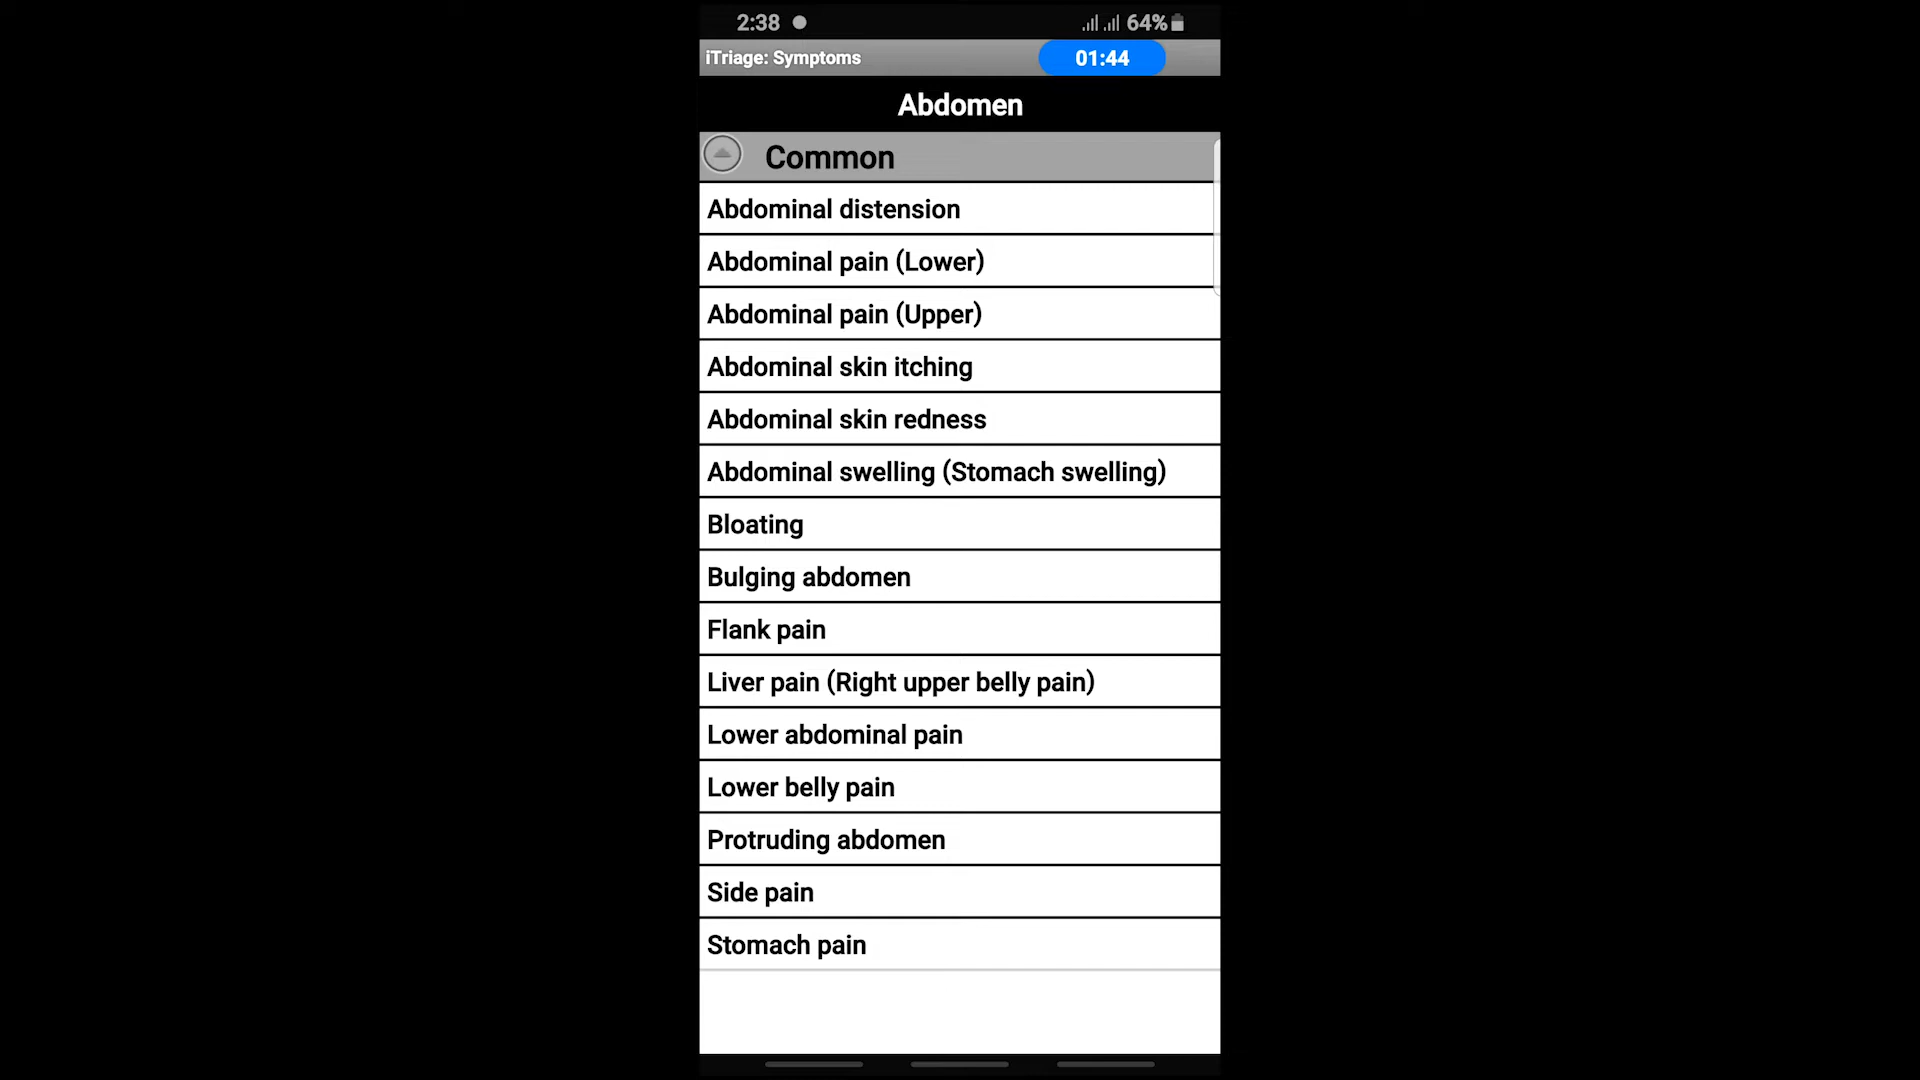 2:38 64%
iTriage: Symptoms 01:44
Abdomen
Common
Abdominal distension
Abdominal pain (Lower)
Abdominal pain (Upper)
Abdominal skin itching
Abdominal skin redness
Abdominal swelling (Stomach swelling)
Bloating
Bulging abdomen
Flank pain
Liver pain (Right upper belly pain)
Lower abdominal pain
Lower belly pain
Protruding abdomen
Side pain
Stomach pain